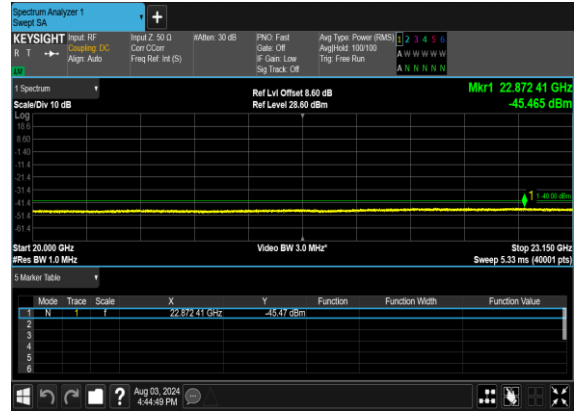 Spectrum Analyzer 1
Swept SA
+
KEYSIGHT Input: RF Input Z: 50 Ω #Atten: 30 dB PNO: Fast Avg Type: Power (RMS) 1 2 3 4 5 6
R T Coupling: DC Corr CCorr Gate: Off Avg|Hold: 100/100 A W W W W W
Align: Auto Freq Ref: Int (S) IF Gain: Low Trig: Free Run
Sig Track: Off A N N N N N
1 Spectrum Ref Lvl Offset 8.60 dB Mkr1 22.872 41 GHz
Scale/Div 10 dB Ref Level 28.60 dBm -45.465 dBm
Log
18.6
8.60
-1.40
-11.4
-21.4
-31.4
1 1 -40.00 dBm
-41.4
-51.4
-61.4
Start 20.000 GHz Video BW 3.0 MHz* Stop 23.150 GHz
#Res BW 1.0 MHz Sweep 5.33 ms (40001 pts)
5 Marker Table
Mode Trace Scale X Y Function Function Width Function Value
1 N 1 f 22.872 41 GHz -45.47 dBm
2
3
4
5
6
? Aug 03, 2024
4:44:49 PM